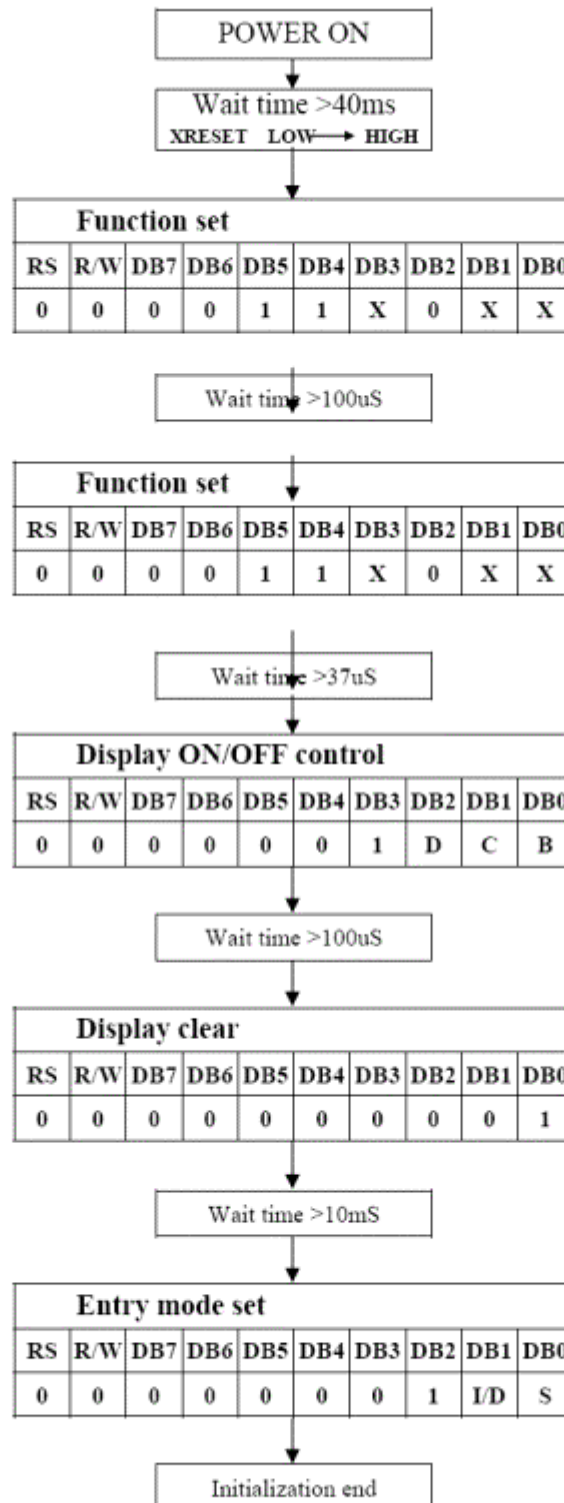 POWER ON
Wait time >40ms
XRESET LOW HIGH
Function set
RS R/W DB7 DB6 DB5 DB4 DB3 DB2 DB1 DB0
0 0 0 0 1 1 X 0 X X
Wait time >100uS
Function set
RS R/W DB7 DB6 DB5 DB4 DB3 DB2 DB1 DB0
0 0 0 0 1 1 X 0 X X
Wait time >37uS
Display ON/OFF control
RS R/W DB7 DB6 DB5 DB4 DB3 DB2 DB1 DB0
0 0 0 0 0 0 1 D C B
Wait time >100uS
Display clear
RS R/W DB7 DB6 DB5 DB4 DB3 DB2 DB1 DB0
0 0 0 0 0 0 0 0 0 1
Wait time >10mS
Entry mode set
RS R/W DB7 DB6 DB5 DB4 DB3 DB2 DB1 DB0
0 0 0 0 0 0 0 1 I/D S
Initialization end